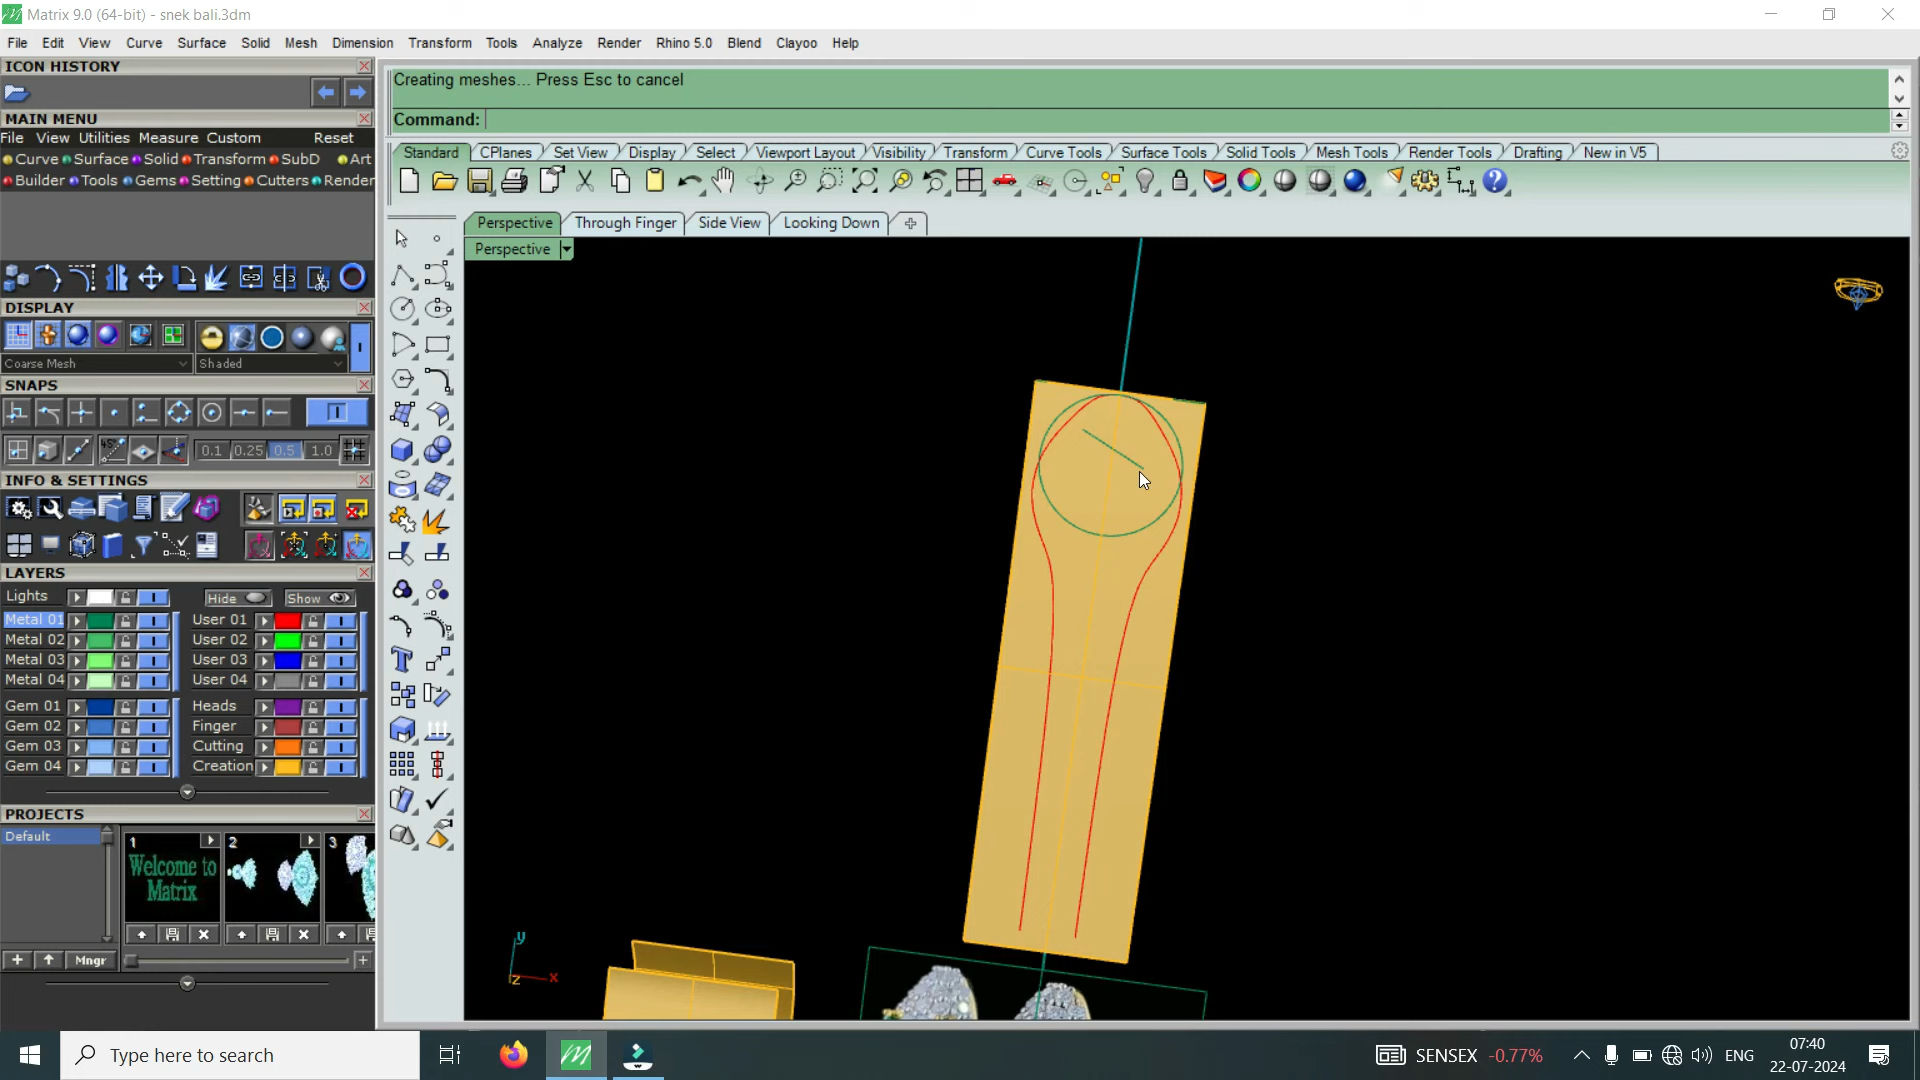 Matrix 9.0 (64-bit) - snek bali.3dm
File Edit View Curve Surface Solid Mesh Dimension Transform Tools Analyze Render Rhino 5.0 Blend Clayoo Help
ICON HISTORY
MAIN MENU
File View Utilities Measure Custom Reset
Curve Surface Solid Transform SubD Art
Builder Tools Gems Setting Cutters Render
DISPLAY
Coarse Mesh Shaded
SNAPS
0.1 0.25 0.5 1.0
INFO & SETTINGS
LAYERS
Lights Hide Show
Metal 01 User 01
Metal 02 User 02
Metal 03 User 03
Metal 04 User 04
Gem 01 Heads
Gem 02 Finger
Gem 03 Cutting
Gem 04 Creation
PROJECTS
Default
1 2 3
Welcome to
Matrix
Mngr
Creating meshes... Press Esc to cancel
Command:
Standard CPlanes Set View Display Select Viewport Layout Visibility Transform Curve Tools Surface Tools Solid Tools Mesh Tools Render Tools Drafting New in V5
Perspective Through Finger Side View Looking Down
Perspective
y
z x
Type here to search
SENSEX -0.77%
ENG
07:40
22-07-2024